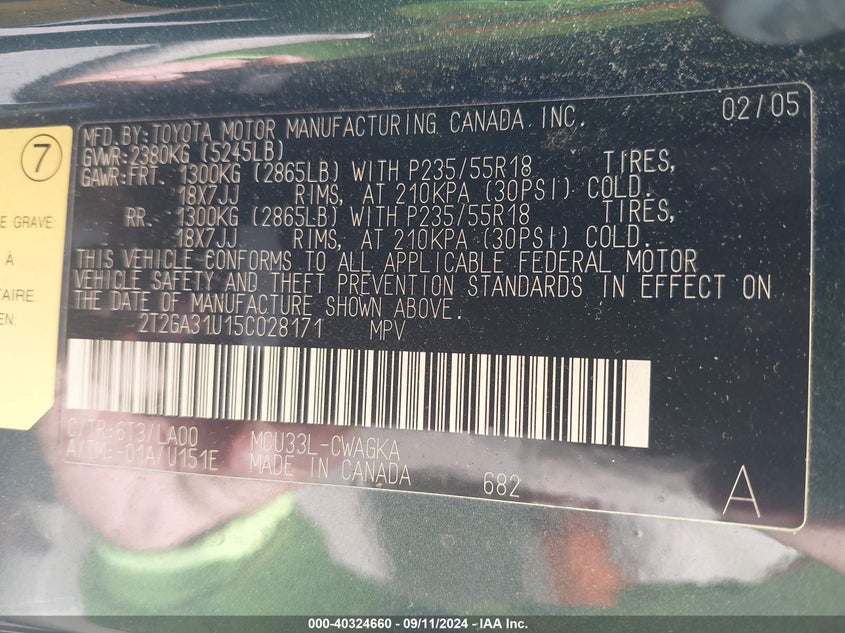 MFD. BY: TOYOTA MOTOR MANUFACTURING CANADA INC. 02/05
GVWR: 2380KG (5245LB)
GAWR: FRT. 1300KG (2865LB) WITH P235/55R18 TIRES,
18X7JJ RIMS, AT 210KPA (30PSI) COLD.
RR. 1300KG (2865LB) WITH P235/55R18 TIRES,
18X7JJ RIMS, AT 210KPA (30PSI) COLD.
THIS VEHICLE CONFORMS TO ALL APPLICABLE FEDERAL MOTOR
VEHICLE SAFETY AND THEFT PREVENTION STANDARDS IN EFFECT ON
THE DATE OF MANUFACTURE SHOWN ABOVE.
2T2GA31U15C028171 MPV
C/TR: 6T3/LA00 MCU33L-CWAGKA
A/TM: -01A/U151E MADE IN CANADA 682
A
7
E GRAVE
À
TAIRE
EN:
000-40324660 - 09/11/2024 - IAA Inc.